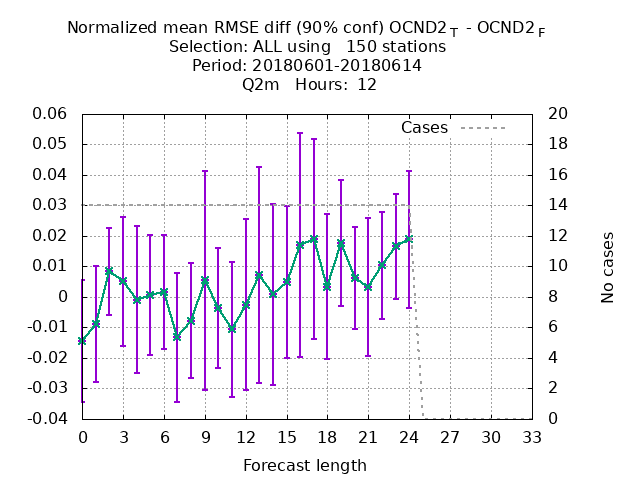 Normalized mean RMSE diff (90% conf) OCND2 T - OCND2 F
Selection: ALL using 150 stations
Period: 20180601-20180614
Q2m Hours: 12
Cases
0.06
0.05
0.04
0.03
0.02
0.01
0
-0.01
-0.02
-0.03
-0.04
20
18
16
14
12
10
8
6
4
2
0
No cases
0 3 6 9 12 15 18 21 24 27 30 33
Forecast length